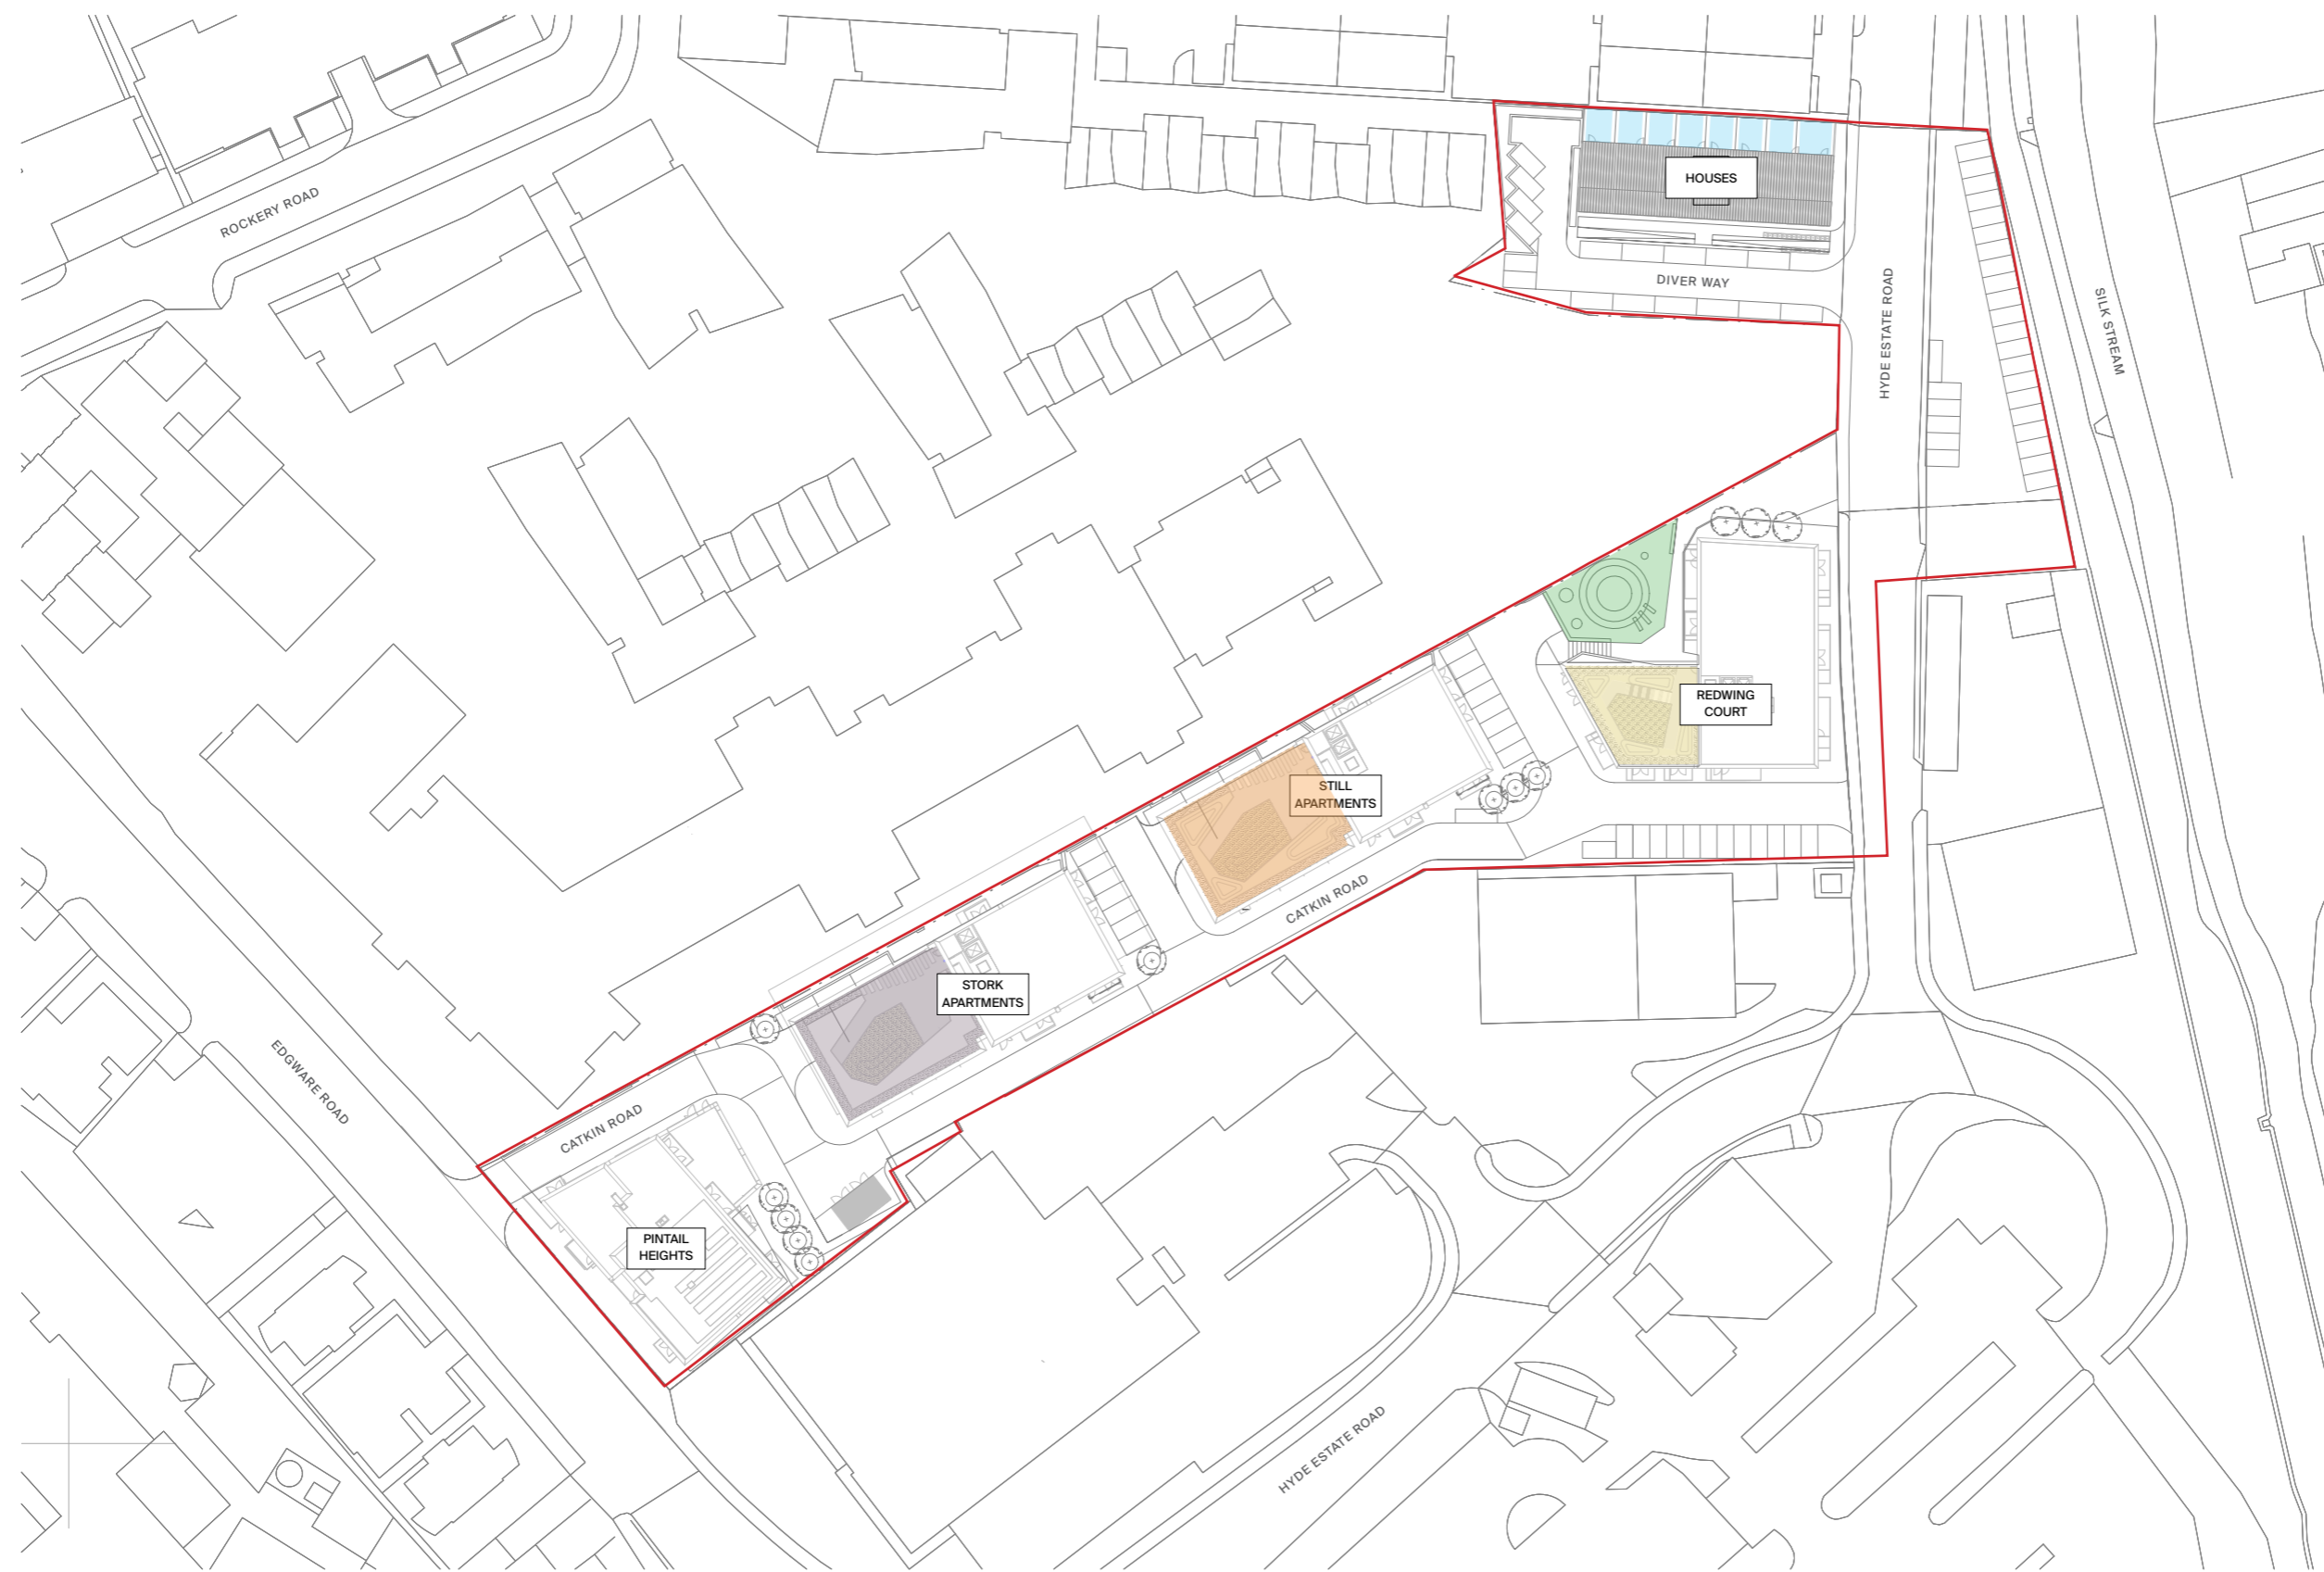 ROCKERY ROAD
HOUSES
DIVER WAY
HYDE ESTATE ROAD
SILK STREAM
REDWING
COURT
STILL
APARTMENTS
CATKIN ROAD
STORK
APARTMENTS
EDGWARE ROAD
CATKIN ROAD
PINTAIL
HEIGHTS
HYDE ESTATE ROAD